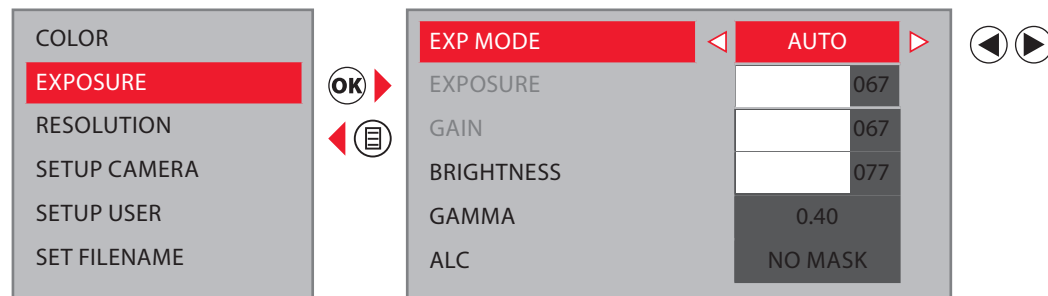 COLOR
EXPOSURE
RESOLUTION
SETUP CAMERA
SETUP USER
SET FILENAME
OK
EXP MODE AUTO
EXPOSURE 067
GAIN 067
BRIGHTNESS 077
GAMMA 0.40
ALC NO MASK